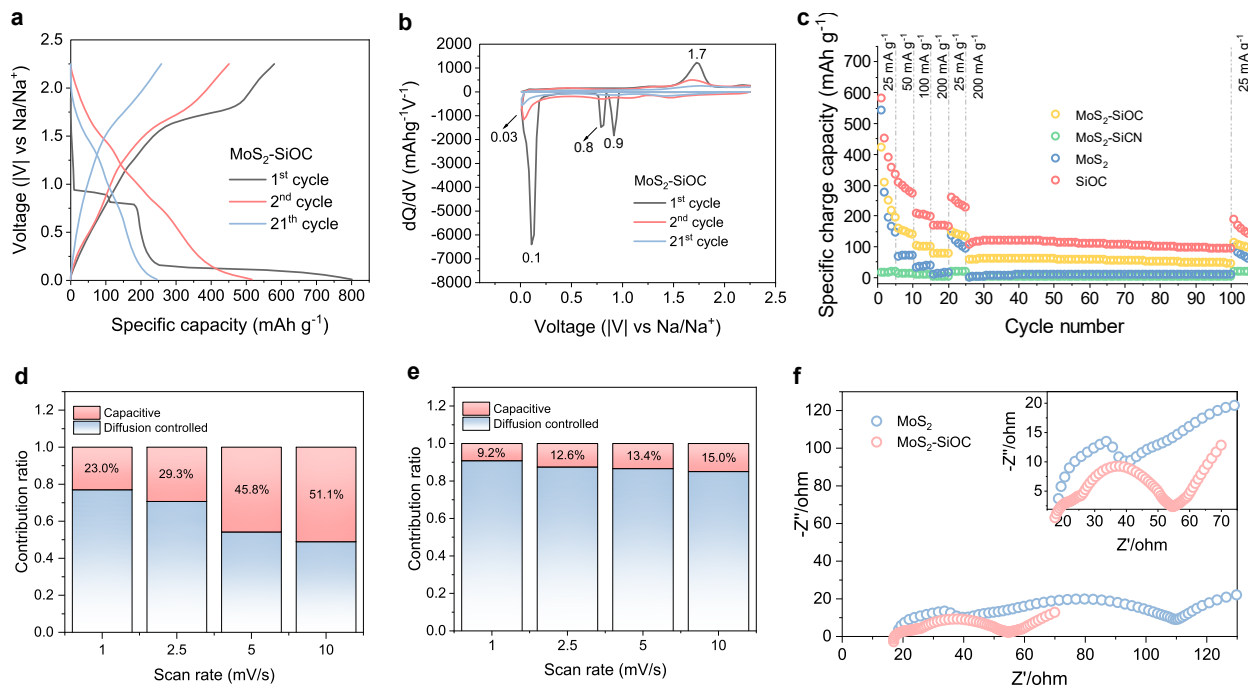 a
2.5
2.0
1.5
1.0
0.5
0.0
0 100 200 300 400 500 600 700 800
Voltage (|V| vs Na/Na⁺)
Specific capacity (mAh g⁻¹)
MoS₂-SiOC
1ˢᵗ cycle
2ⁿᵈ cycle
21ᵗʰ cycle
b
2000
1000
0
-1000
-2000
-3000
-4000
-5000
-6000
-7000
-8000
0.0 0.5 1.0 1.5 2.0 2.5
dQ/dV (mAhg⁻¹V⁻¹)
Voltage (|V| vs Na/Na⁺)
1.7
0.03
0.8
0.9
0.1
MoS₂-SiOC
1ˢᵗ cycle
2ⁿᵈ cycle
21ˢᵗ cycle
c
700
600
500
400
300
200
100
0
0 10 20 30 40 50 60 70 80 90 100
Specific charge capacity (mAh g⁻¹)
Cycle number
25 mA g⁻¹
50 mA g⁻¹
100 mA g⁻¹
200 mA g⁻¹
25 mA g⁻¹
200 mA g⁻¹
MoS₂-SiOC
MoS₂-SiCN
MoS₂
SiOC
d
1.2
1.0
0.8
0.6
0.4
0.2
0.0
Contribution ratio
Capacitive
Diffusion controlled
23.0%
29.3%
45.8%
51.1%
1 2.5 5 10
Scan rate (mV/s)
e
1.2
1.0
0.8
0.6
0.4
0.2
0.0
Contribution ratio
Capacitive
Diffusion controlled
9.2%
12.6%
13.4%
15.0%
1 2.5 5 10
Scan rate (mV/s)
f
120
100
80
60
40
20
0
0 20 40 60 80 100 120
-Z''/ohm
Z'/ohm
MoS₂
MoS₂-SiOC
20
15
10
5
20 30 40 50 60 70
-Z''/ohm
Z'/ohm